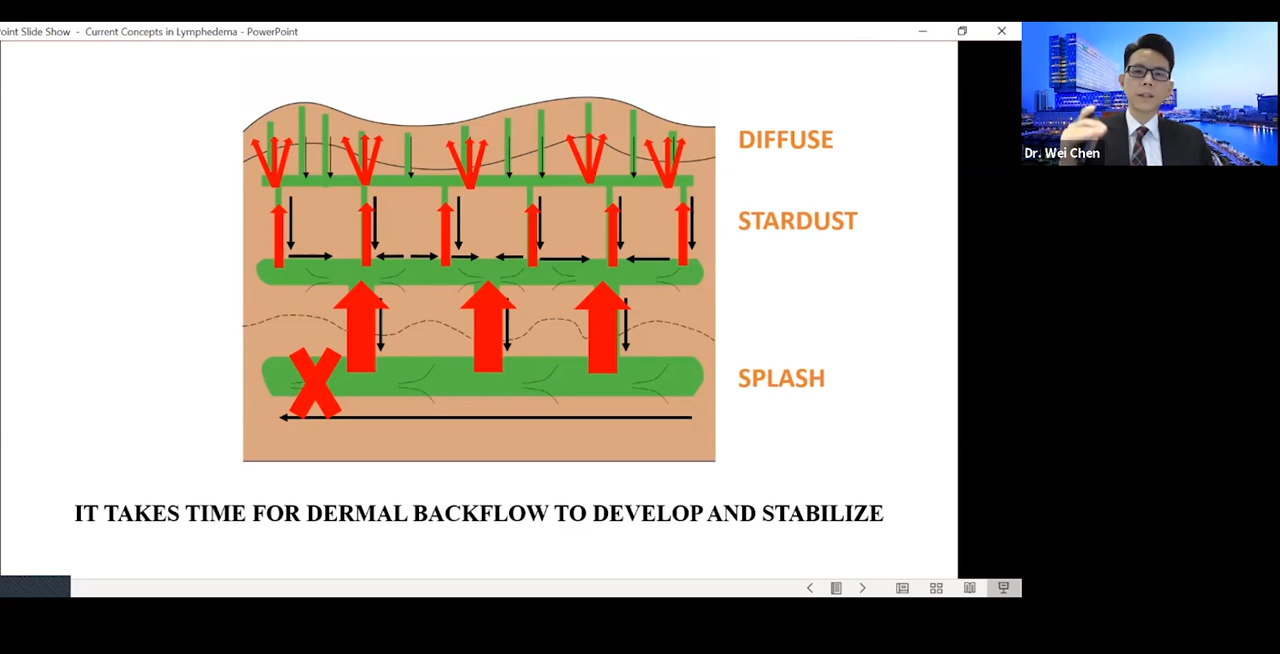 oint Slide Show - Current Concepts in Lymphedema - PowerPoint
Dr. Wei Chen
DIFFUSE
STARDUST
SPLASH
IT TAKES TIME FOR DERMAL BACKFLOW TO DEVELOP AND STABILIZE